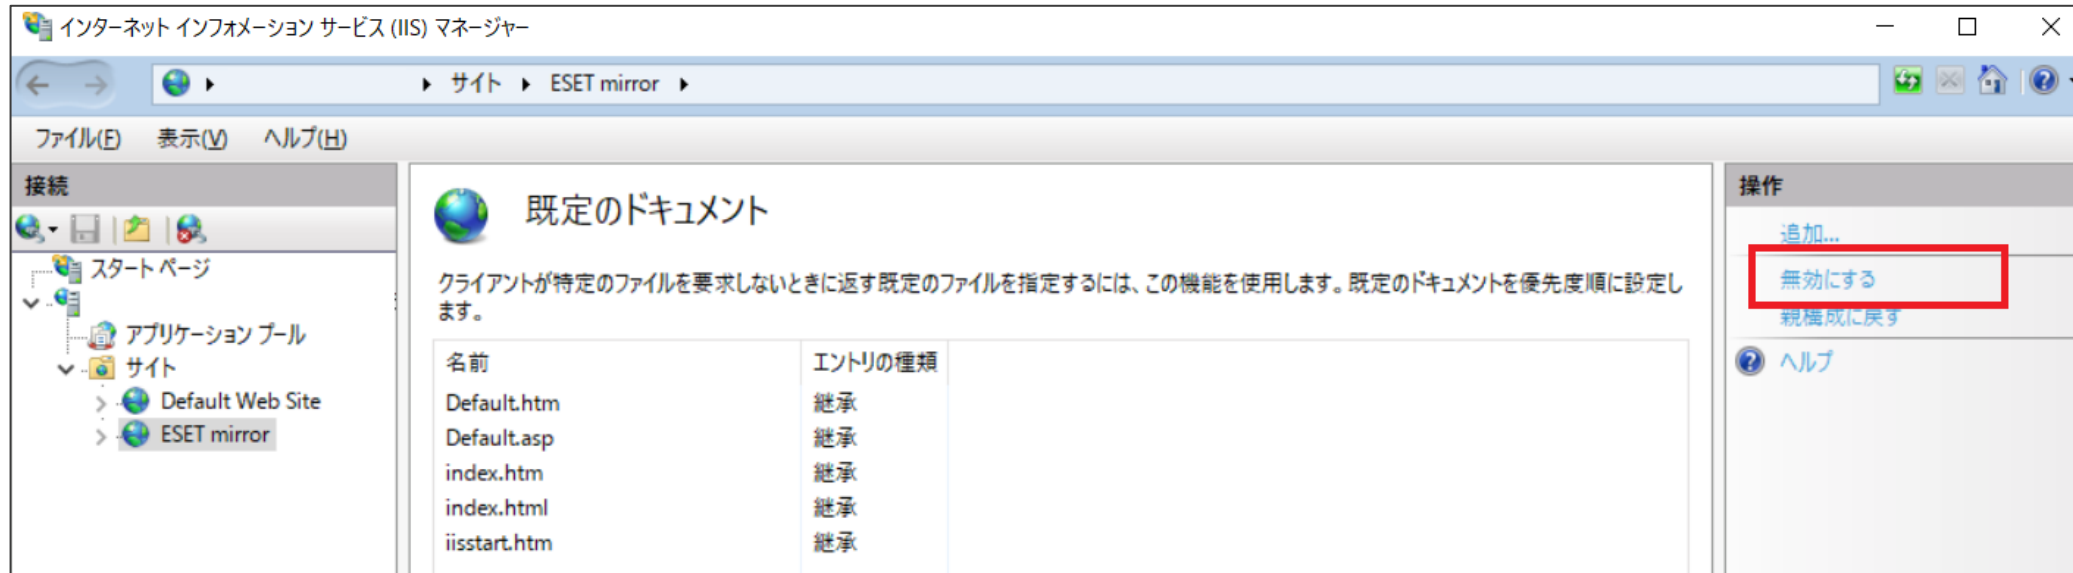 インターネット インフォメーション サービス (IIS) マネージャー
サイト ESET mirror
ファイル(F) 表示(V) ヘルプ(H)
接続
スタート ページ
アプリケーション プール
サイト
Default Web Site
ESET mirror
既定のドキュメント
クライアントが特定のファイルを要求しないときに返す既定のファイルを指定するには、この機能を使用します。既定のドキュメントを優先度順に設定し
ます。
名前 エントリの種類
Default.htm 継承
Default.asp 継承
index.htm 継承
index.html 継承
iisstart.htm 継承
操作
追加...
無効にする
親構成に戻す
ヘルプ